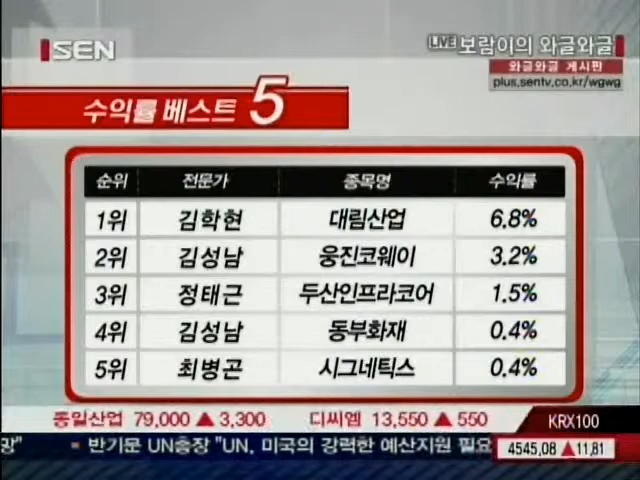 SEN
LIVE 보람이의 와글와글
와글와글 게시판
plus.sentv.co.kr/wgwg
수익률 베스트 5
순위 전문가 종목명 수익률
1위 김학현 대림산업 6.8%
2위 김성남 웅진코웨이 3.2%
3위 정태근 두산인프라코어 1.5%
4위 김성남 동부화재 0.4%
5위 최병곤 시그네틱스 0.4%
동일산업 79,000 ▲ 3,300 디씨엠 13,550 ▲ 550 KRX100
망" 반기문 UN총장 "UN, 미국의 강력한 예산지원 필요 4545.08 ▲11.81